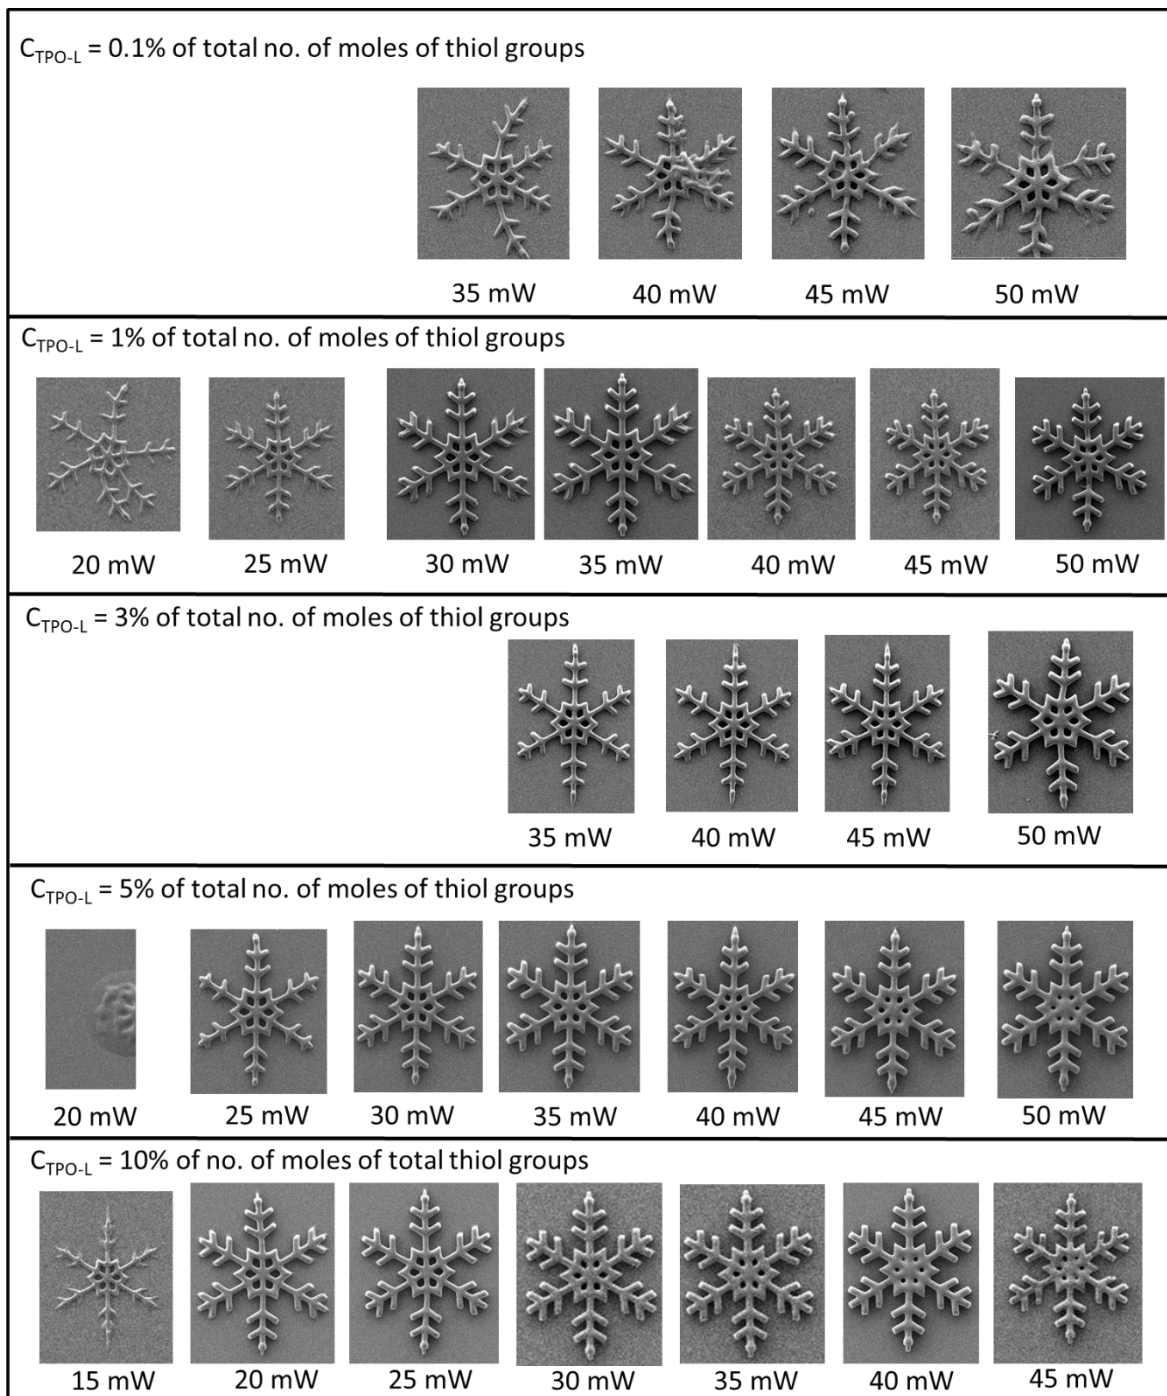 C_TPO-L = 0.1% of total no. of moles of thiol groups
35 mW 40 mW 45 mW 50 mW
C_TPO-L = 1% of total no. of moles of thiol groups
20 mW 25 mW 30 mW 35 mW 40 mW 45 mW 50 mW
C_TPO-L = 3% of total no. of moles of thiol groups
35 mW 40 mW 45 mW 50 mW
C_TPO-L = 5% of total no. of moles of thiol groups
20 mW 25 mW 30 mW 35 mW 40 mW 45 mW 50 mW
C_TPO-L = 10% of no. of moles of total thiol groups
15 mW 20 mW 25 mW 30 mW 35 mW 40 mW 45 mW